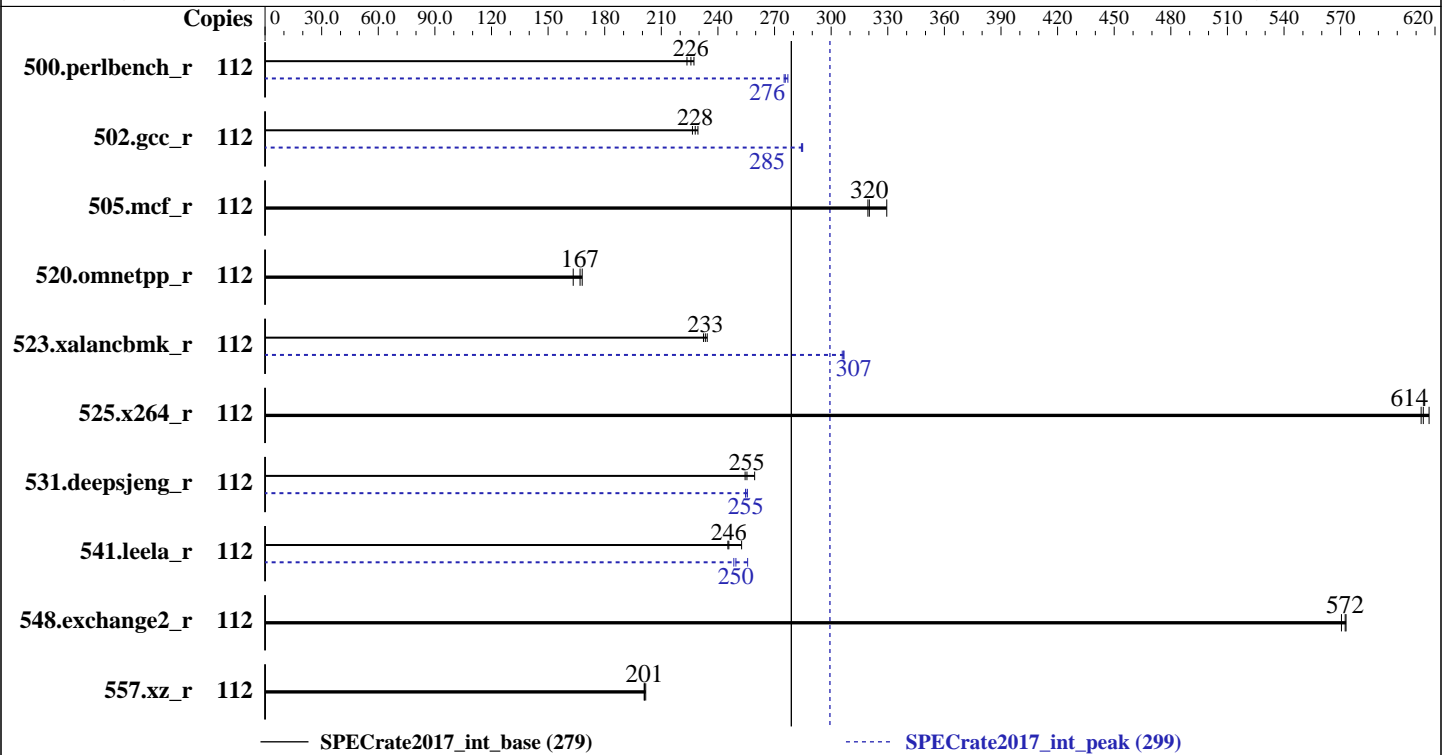 Copies 0 30.0 60.0 90.0 120 150 180 210 240 270 300 330 360 390 420 450 480 510 540 570 620
226
500.perlbench_r 112
276
228
502.gcc_r 112
285
320
505.mcf_r 112
167
520.omnetpp_r 112
233
523.xalancbmk_r 112
307
614
525.x264_r 112
255
531.deepsjeng_r 112
255
246
541.leela_r 112
250
572
548.exchange2_r 112
201
557.xz_r 112
SPECrate2017_int_base (279) SPECrate2017_int_peak (299)